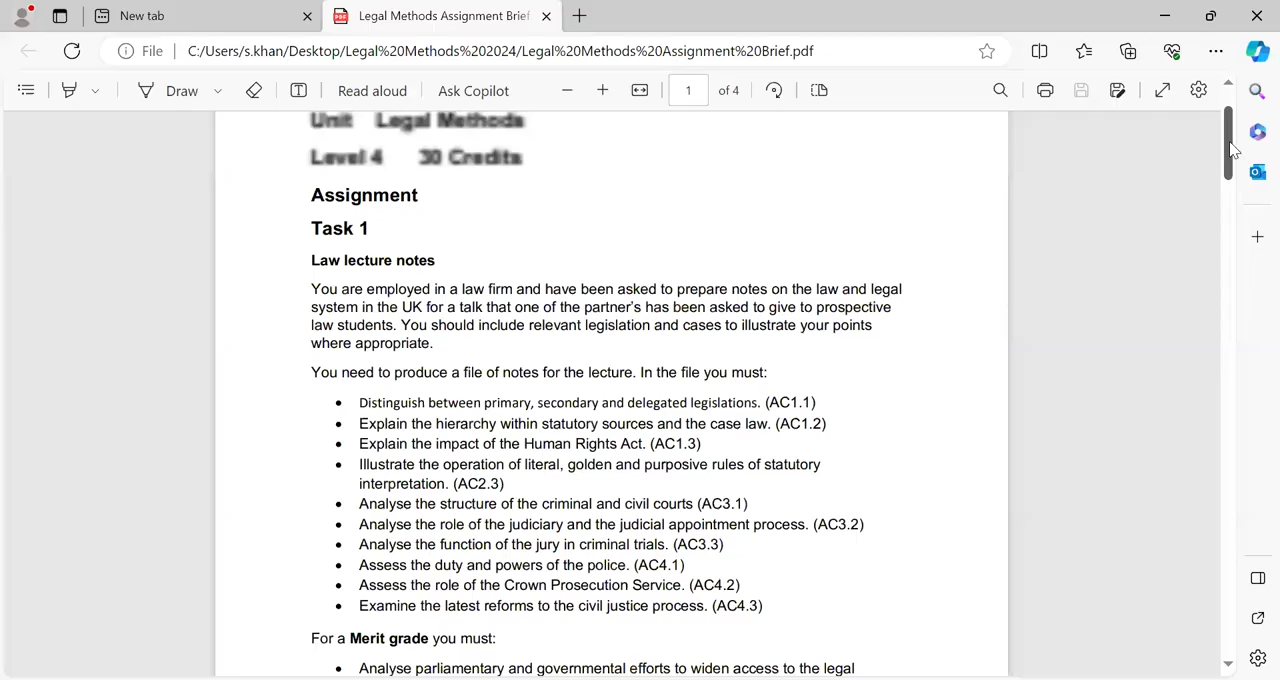 New tab
Legal Methods Assignment Brief
File
C:/Users/s.khan/Desktop/Legal%20Methods%202024/Legal%20Methods%20Assignment%20Brief.pdf
Draw
Read aloud
Ask Copilot
1
of 4
Unit Legal Methods
Level 4 30 Credits
Assignment
Task 1
Law lecture notes
You are employed in a law firm and have been asked to prepare notes on the law and legal
system in the UK for a talk that one of the partner's has been asked to give to prospective
law students. You should include relevant legislation and cases to illustrate your points
where appropriate.
You need to produce a file of notes for the lecture. In the file you must:
• Distinguish between primary, secondary and delegated legislations. (AC1.1)
• Explain the hierarchy within statutory sources and the case law. (AC1.2)
• Explain the impact of the Human Rights Act. (AC1.3)
• Illustrate the operation of literal, golden and purposive rules of statutory
interpretation. (AC2.3)
• Analyse the structure of the criminal and civil courts (AC3.1)
• Analyse the role of the judiciary and the judicial appointment process. (AC3.2)
• Analyse the function of the jury in criminal trials. (AC3.3)
• Assess the duty and powers of the police. (AC4.1)
• Assess the role of the Crown Prosecution Service. (AC4.2)
• Examine the latest reforms to the civil justice process. (AC4.3)
For a Merit grade you must:
• Analyse parliamentary and governmental efforts to widen access to the legal